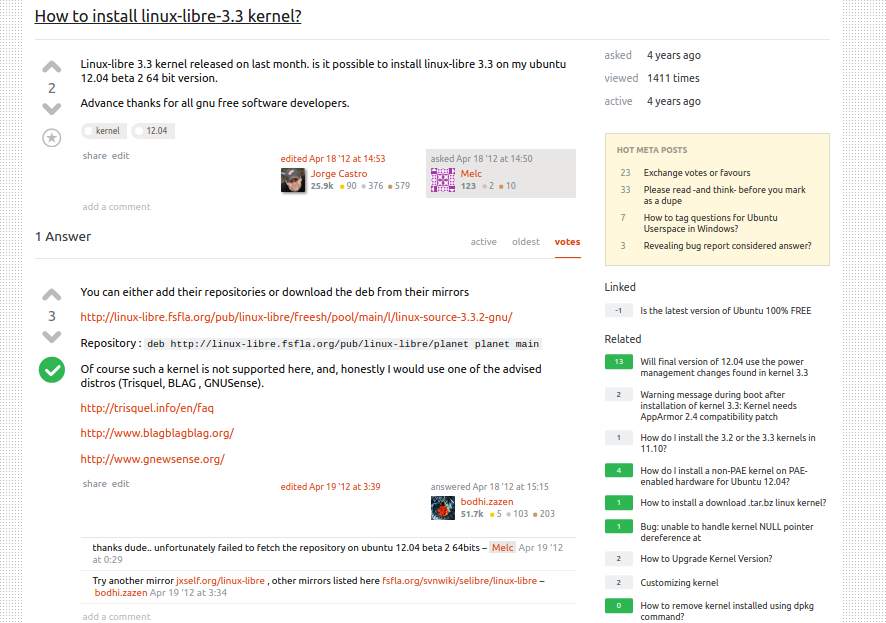 How to install linux-libre-3.3 kernel?
2
Linux-libre 3.3 kernel released on last month. is it possible to install linux-libre 3.3 on my ubuntu
12.04 beta 2 64 bit version.
Advance thanks for all gnu free software developers.
kernel 12.04
share edit
edited Apr 18 '12 at 14:53
Jorge Castro
25.9k 90 376 579
asked Apr 18 '12 at 14:50
Melc
123 2 10
add a comment
1 Answer
active oldest votes
3
You can either add their repositories or download the deb from their mirrors
http://linux-libre.fsfla.org/pub/linux-libre/freesh/pool/main/l/linux-source-3.3.2-gnu/
Repository : deb http://linux-libre.fsfla.org/pub/linux-libre/planet planet main
Of course such a kernel is not supported here, and, honestly I would use one of the advised
distros (Trisquel, BLAG , GNUSense).
http://trisquel.info/en/faq
http://www.blagblagblag.org/
http://www.gnewsense.org/
share edit
edited Apr 19 '12 at 3:39
answered Apr 18 '12 at 15:15
bodhi.zazen
51.7k 5 103 203
thanks dude.. unfortunately failed to fetch the repository on ubuntu 12.04 beta 2 64bits – Melc Apr 19 '12
at 0:29
Try another mirror jxself.org/linux-libre , other mirrors listed here fsfla.org/svnwiki/selibre/linux-libre –
bodhi.zazen Apr 19 '12 at 3:34
add a comment
asked 4 years ago
viewed 1411 times
active 4 years ago
HOT META POSTS
23 Exchange votes or favours
33 Please read -and think- before you mark
as a dupe
7 How to tag questions for Ubuntu
Userspace in Windows?
3 Revealing bug report considered answer?
Linked
-1 Is the latest version of Ubuntu 100% FREE
Related
13 Will final version of 12.04 use the power
management changes found in kernel 3.3
2 Warning message during boot after
installation of kernel 3.3: Kernel needs
AppArmor 2.4 compatibility patch
1 How do I install the 3.2 or the 3.3 kernels in
11.10?
4 How do I install a non-PAE kernel on PAE-
enabled hardware for Ubuntu 12.04?
1 How to install a download .tar.bz linux kernel?
1 Bug: unable to handle kernel NULL pointer
dereference at
2 How to Upgrade Kernel Version?
2 Customizing kernel
0 How to remove kernel installed using dpkg
command?